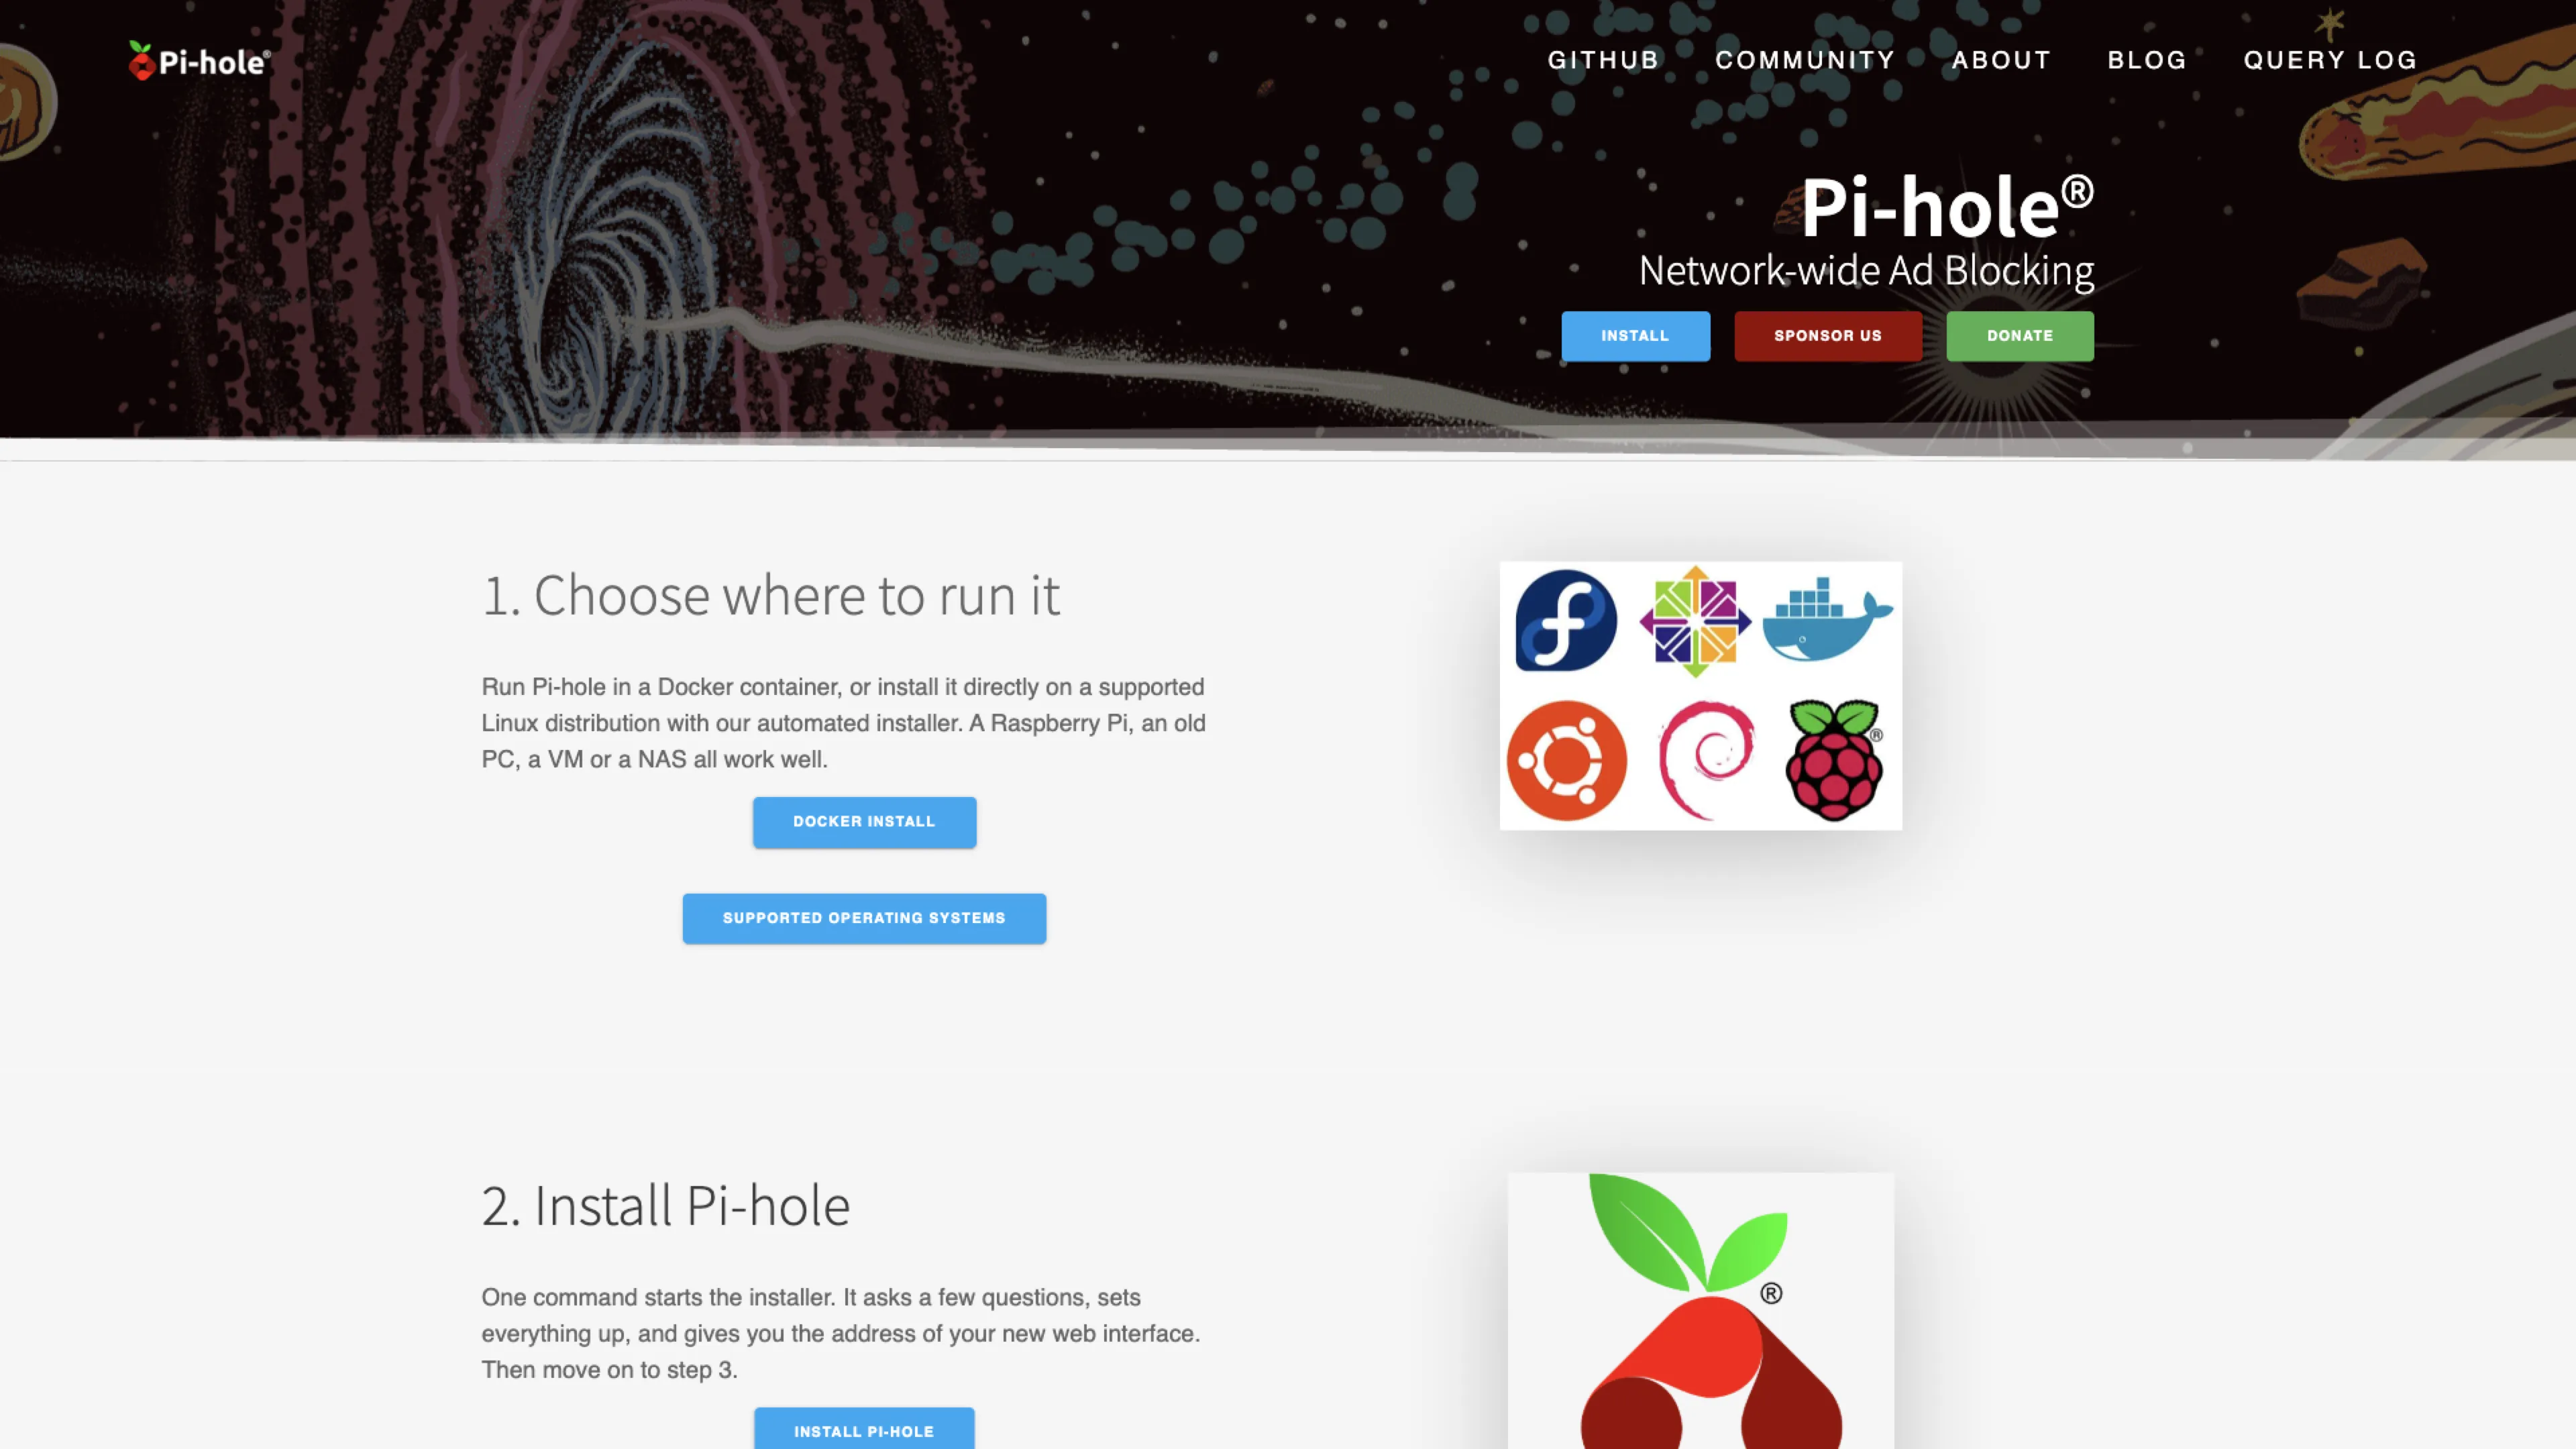 Pi-hole®
GITHUB COMMUNITY ABOUT BLOG QUERY LOG
Pi-hole®
Network-wide Ad Blocking
INSTALL SPONSOR US DONATE
1. Choose where to run it
Run Pi-hole in a Docker container, or install it directly on a supported
Linux distribution with our automated installer. A Raspberry Pi, an old
PC, a VM or a NAS all work well.
DOCKER INSTALL
SUPPORTED OPERATING SYSTEMS
®
2. Install Pi-hole
One command starts the installer. It asks a few questions, sets
everything up, and gives you the address of your new web interface.
Then move on to step 3.
INSTALL PI-HOLE
®